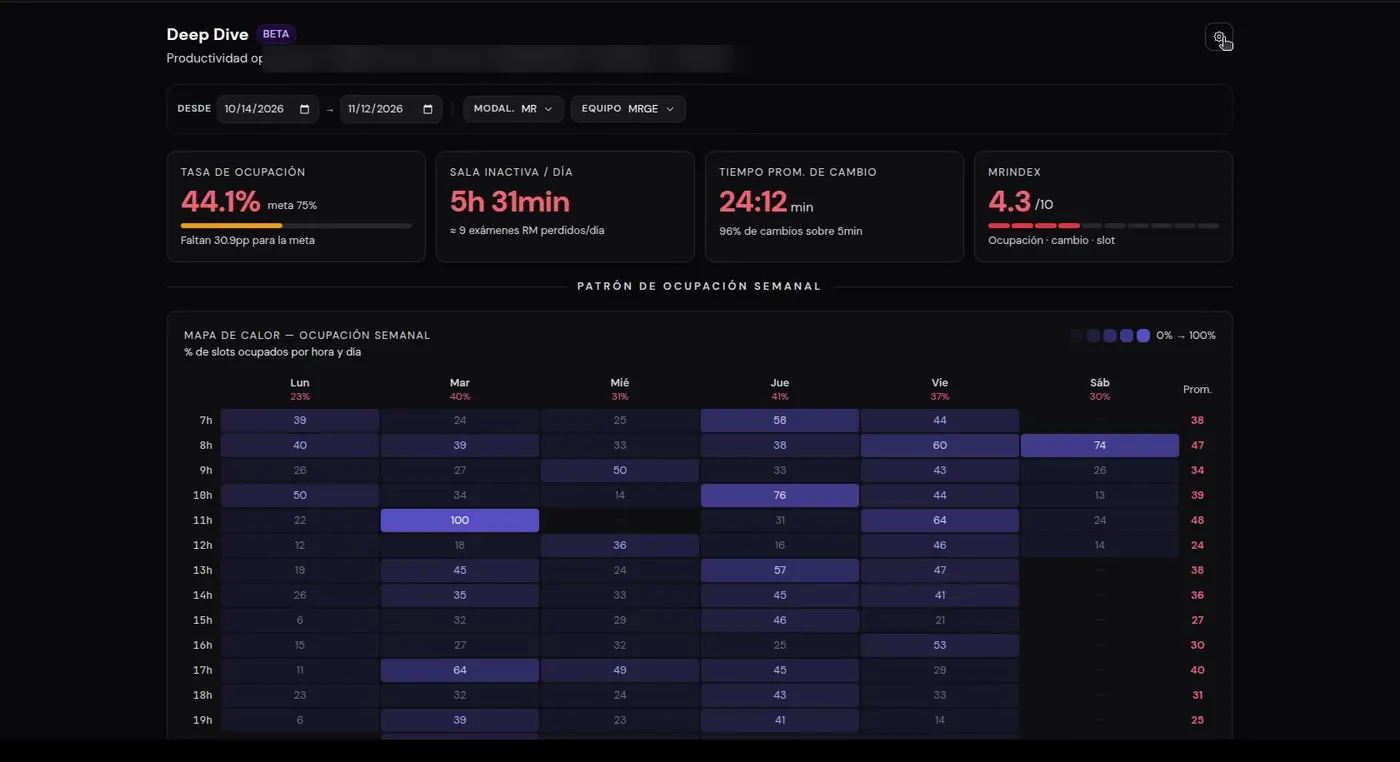 Deep Dive BETA
Productividad op
DESDE 10/14/2026 → 11/12/2026 MODAL. MR EQUIPO MRGE
TASA DE OCUPACIÓN
44.1% meta 75%
Faltan 30.9pp para la meta
SALA INACTIVA / DÍA
5h 31min
≈ 9 exámenes RM perdidos/día
TIEMPO PROM. DE CAMBIO
24:12 min
96% de cambios sobre 5min
MRINDEX
4.3 /10
Ocupación · cambio · slot
PATRÓN DE OCUPACIÓN SEMANAL
MAPA DE CALOR — OCUPACIÓN SEMANAL 0% → 100%
% de slots ocupados por hora y día
Lun Mar Mié Jue Vie Sáb Prom.
23% 40% 31% 41% 37% 30%
7h 39 24 25 58 44 — 38
8h 40 39 33 38 60 74 47
9h 26 27 50 33 43 26 34
10h 50 34 14 76 44 13 39
11h 22 100 — 31 64 24 48
12h 12 18 36 16 46 14 24
13h 19 45 24 57 47 — 38
14h 26 35 33 45 41 — 36
15h 6 32 29 46 21 — 27
16h 15 27 32 25 53 — 30
17h 11 64 49 45 29 — 40
18h 23 32 24 43 33 — 31
19h 6 39 23 41 14 — 25